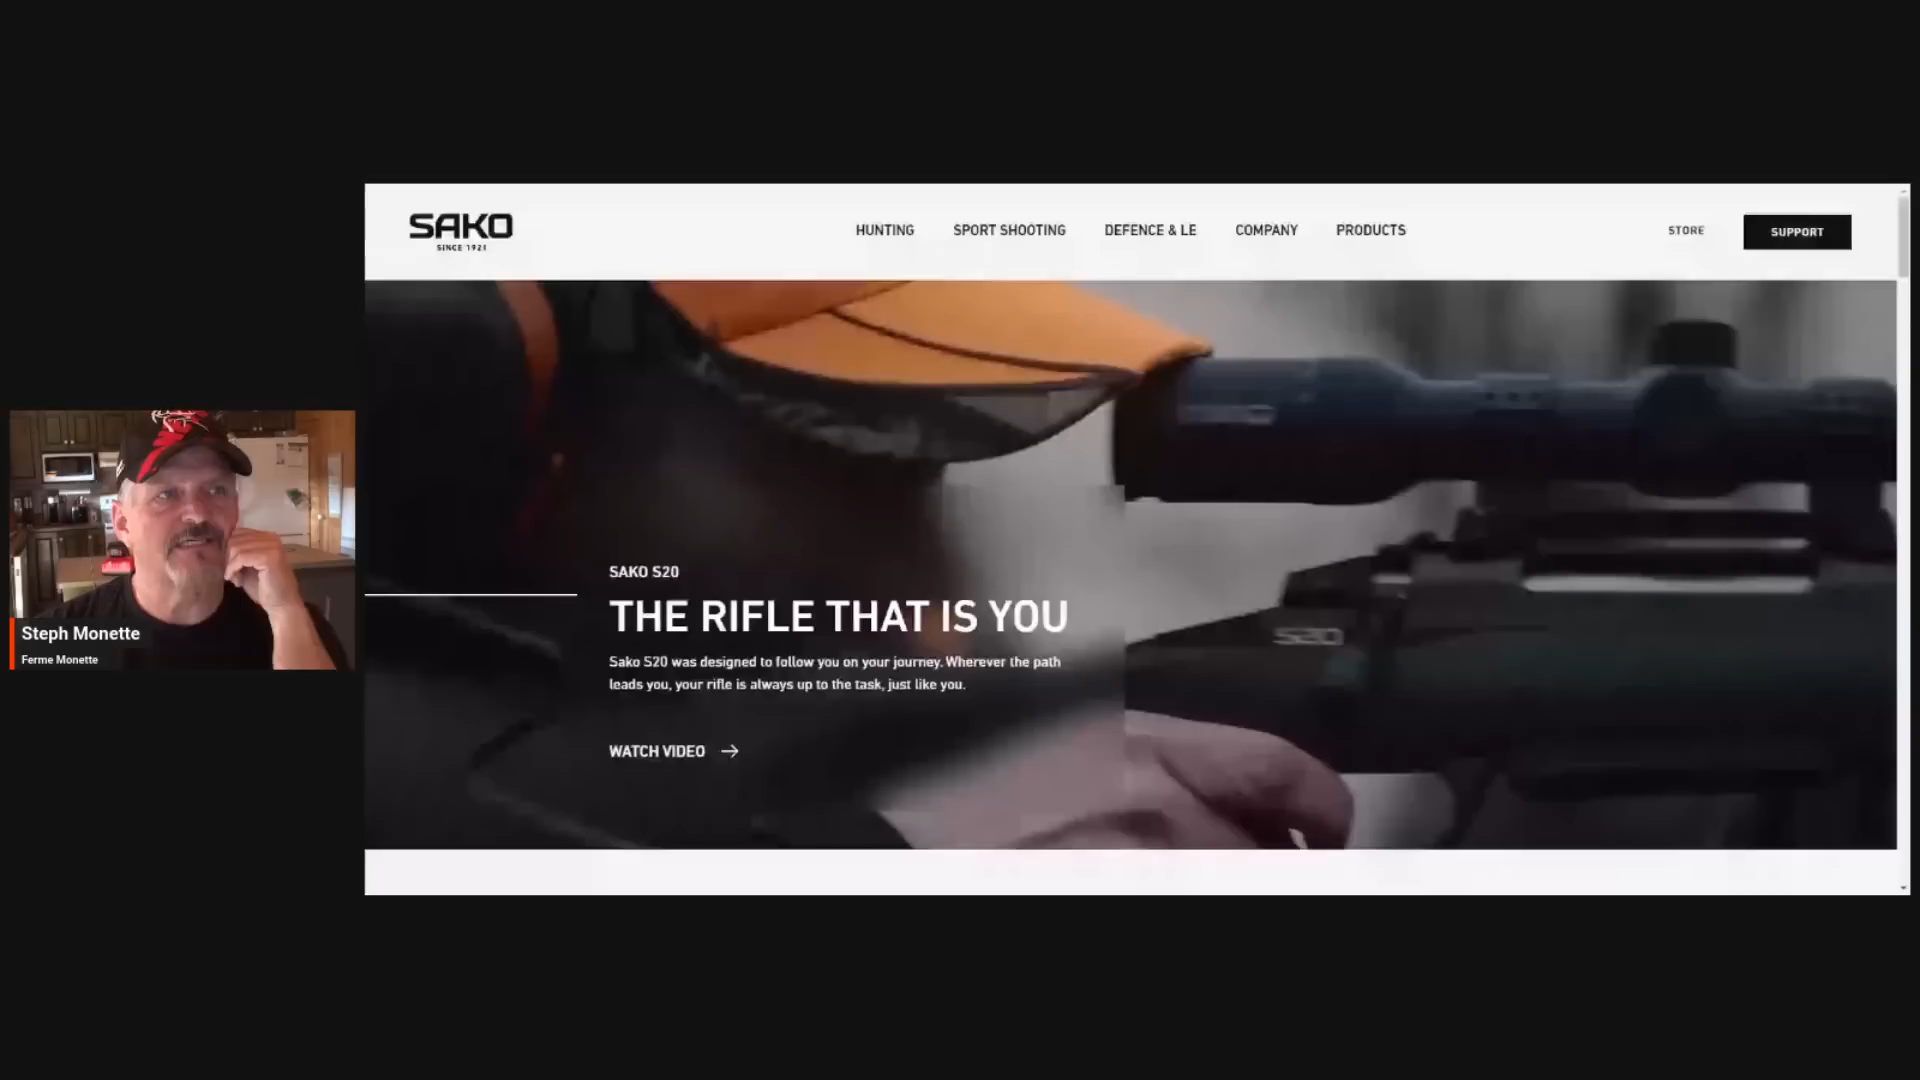 SAKO
SINCE 1921
HUNTING
SPORT SHOOTING
DEFENCE & LE
COMPANY
PRODUCTS
STORE
SUPPORT
SAKO S20
THE RIFLE THAT IS YOU
Sako S20 was designed to follow you on your journey. Wherever the path
leads you, your rifle is always up to the task, just like you.
WATCH VIDEO
S20
Steph Monette
Ferme Monette